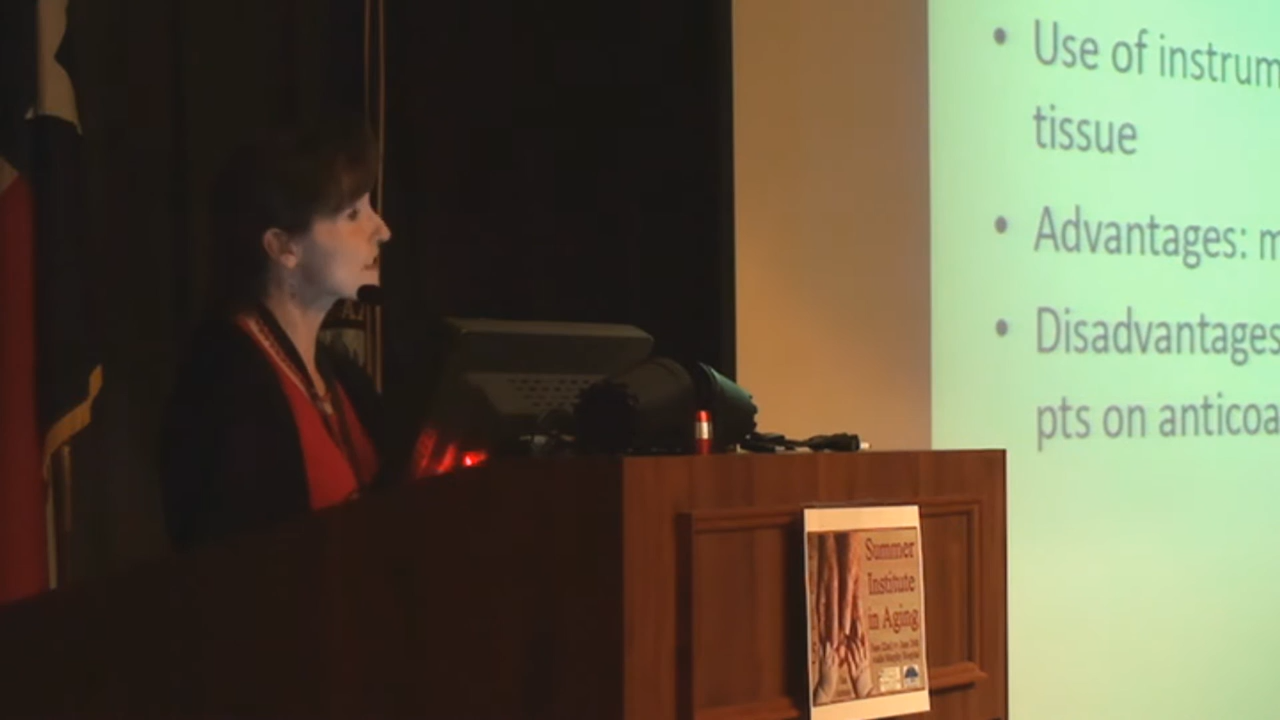 Use of instrum
tissue
Advantages: m
Disadvantages
pts on anticoa
Summer
Institute
in Aging